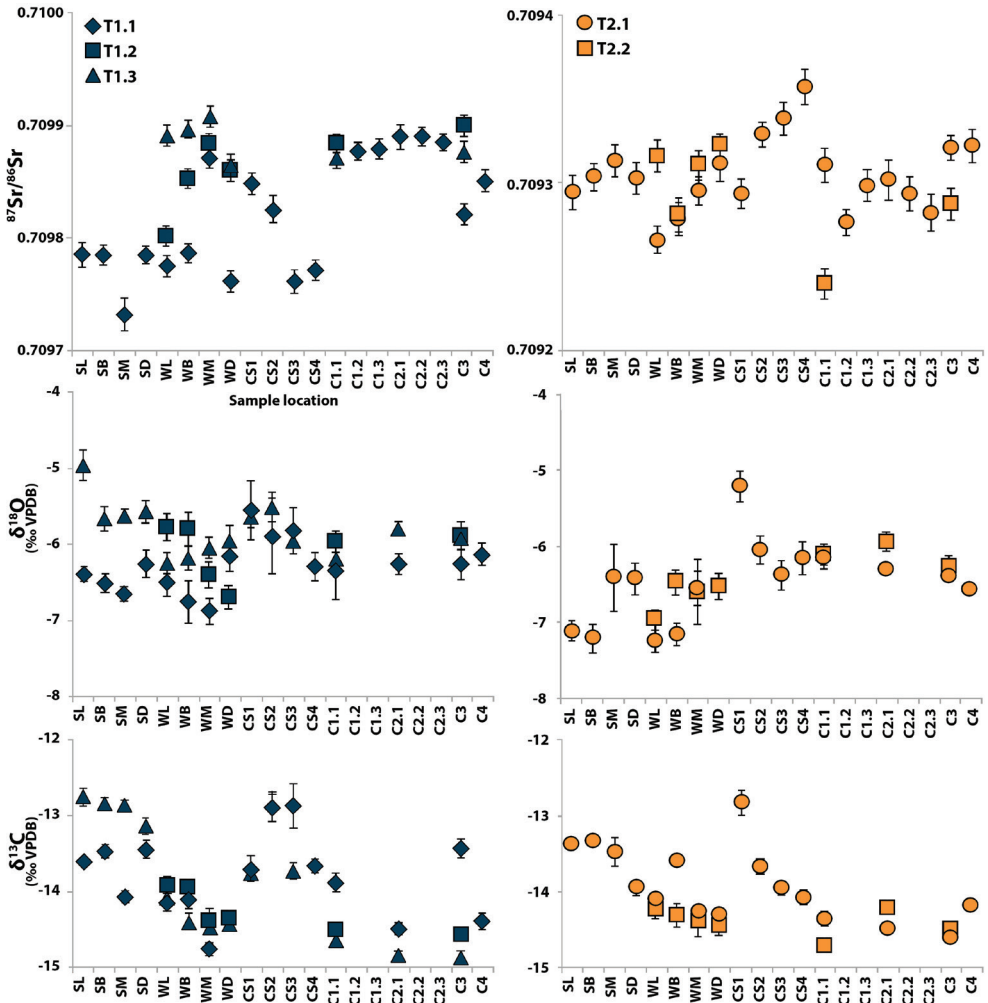 0.7100
T1.1
T1.2
T1.3
0.7099
0.7098
0.7097
⁸⁷Sr/⁸⁶Sr
SL SB SM SD WL WB WM WD CS1 CS2 CS3 CS4 C1.1 C1.2 C1.3 C2.1 C2.2 C2.3 C3 C4
Sample location
0.7094
T2.1
T2.2
0.7093
0.7092
SL SB SM SD WL WB WM WD CS1 CS2 CS3 CS4 C1.1 C1.2 C1.3 C2.1 C2.2 C2.3 C3 C4
-4
-5
-6
-7
-8
δ¹⁸O
(‰ VPDB)
SL SB SM SD WL WB WM WD CS1 CS2 CS3 CS4 C1.1 C1.2 C1.3 C2.1 C2.2 C2.3 C3 C4
-4
-5
-6
-7
-8
SL SB SM SD WL WB WM WD CS1 CS2 CS3 CS4 C1.1 C1.2 C1.3 C2.1 C2.2 C2.3 C3 C4
-12
-13
-14
-15
δ¹³C
(‰ VPDB)
SL SB SM SD WL WB WM WD CS1 CS2 CS3 CS4 C1.1 C1.2 C1.3 C2.1 C2.2 C2.3 C3 C4
-12
-13
-14
-15
SL SB SM SD WL WB WM WD CS1 CS2 CS3 CS4 C1.1 C1.2 C1.3 C2.1 C2.2 C2.3 C3 C4